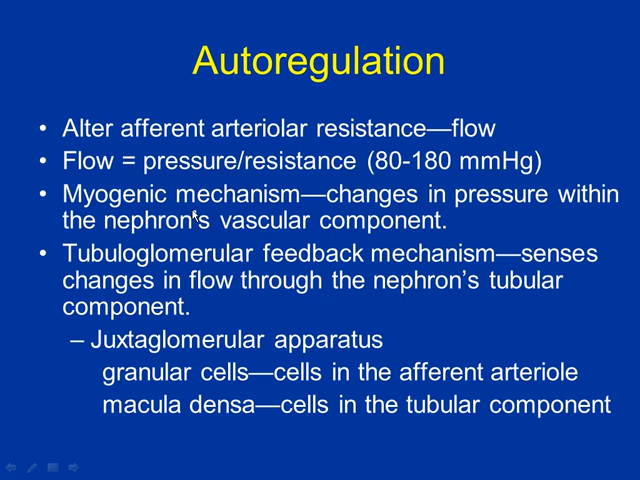 Autoregulation
• Alter afferent arteriolar resistance—flow
• Flow = pressure/resistance (80-180 mmHg)
• Myogenic mechanism—changes in pressure within
the nephron's vascular component.
• Tubuloglomerular feedback mechanism—senses
changes in flow through the nephron's tubular
component.
– Juxtaglomerular apparatus
granular cells—cells in the afferent arteriole
macula densa—cells in the tubular component